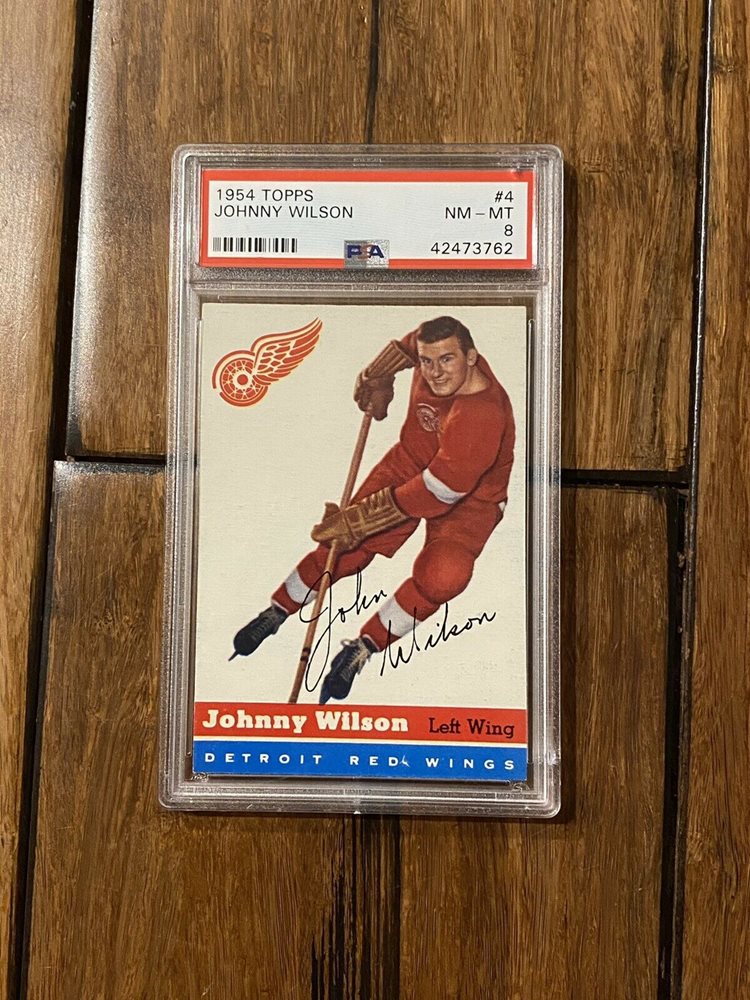 1954 TOPPS #4
JOHNNY WILSON NM – MT
8
PSA 42473762
John
Wilson
Johnny Wilson Left Wing
DETROIT RED WINGS